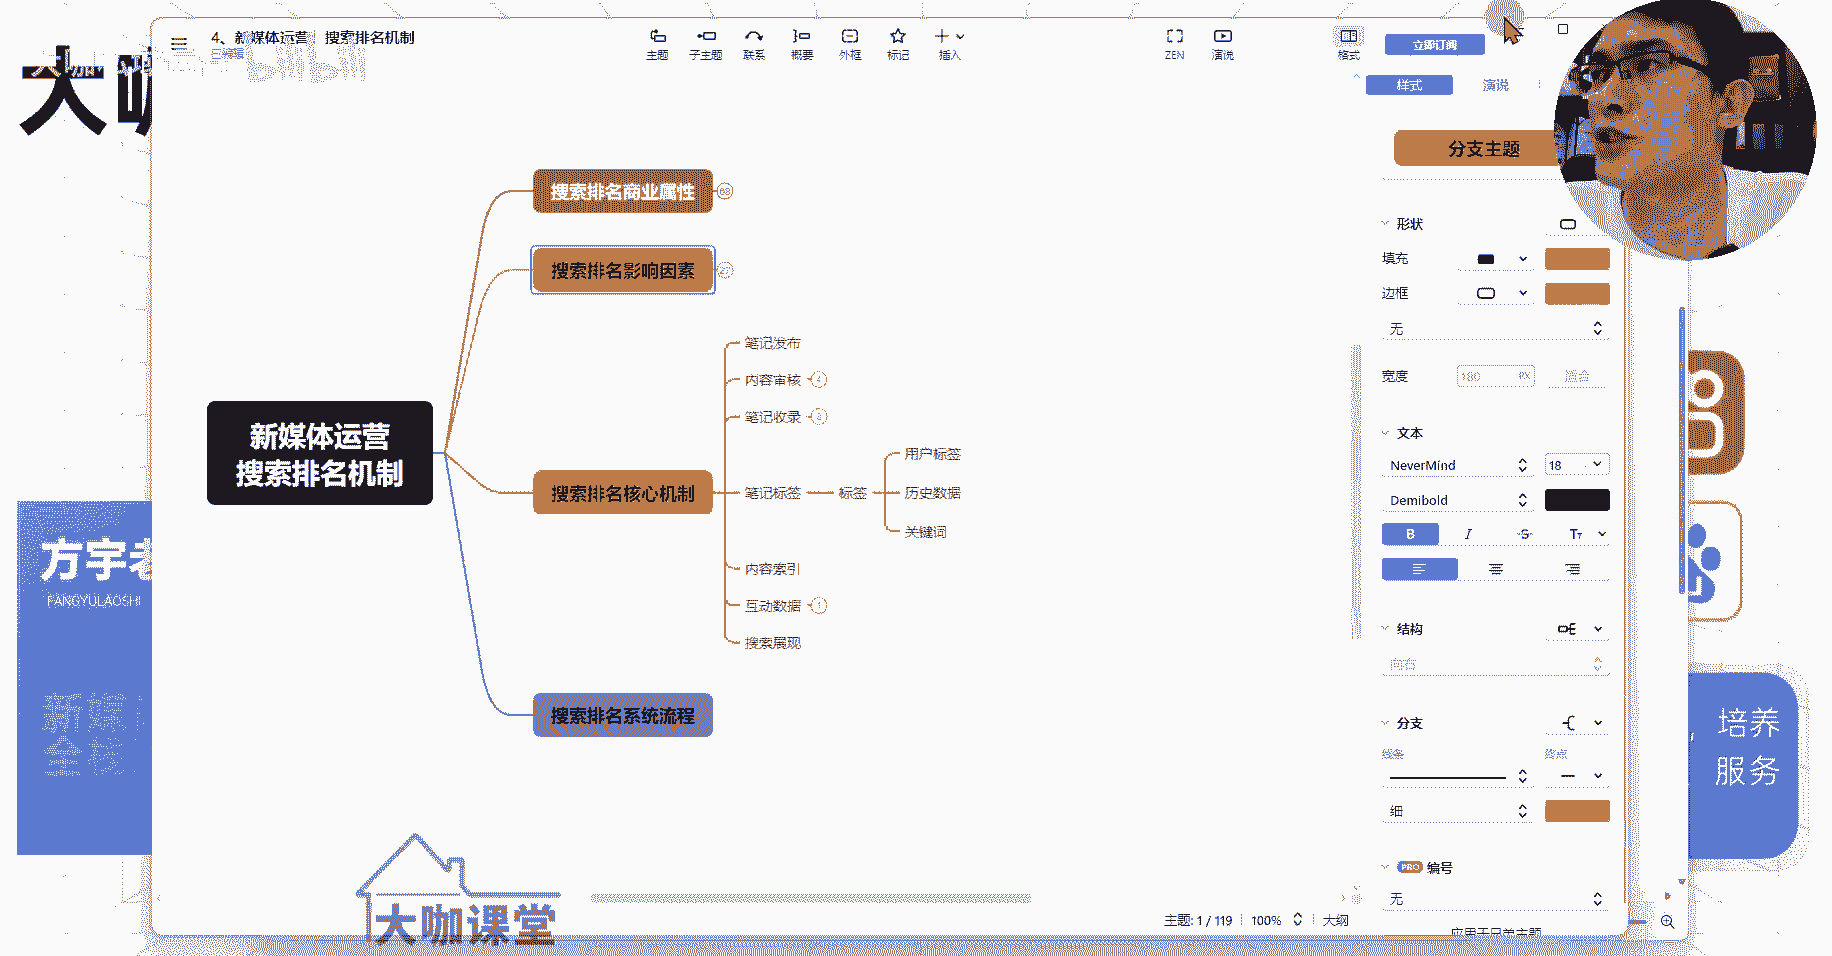 4、新媒体运营 搜索排名机制
已编辑
主题
子主题
联系
概要
外框
标记
插入
ZEN
演说
格式
立即订阅
样式
演说
分支主题
形状
填充
边框
无
宽度
180
PX
适合
文本
NeverMind
18
Demibold
B
I
S
Tт
结构
向右
分支
线条
终点
细
PRO 编号
无
应用于兄弟主题
大咖
bilibili
搜索排名商业属性
68
搜索排名影响因素
27
新媒体运营
搜索排名机制
搜索排名核心机制
笔记发布
内容审核
4
笔记收录
3
笔记标签
标签
用户标签
历史数据
关键词
内容索引
互动数据
1
搜索展现
搜索排名系统流程
方宇老
FANGYULAOSHI
新媒
全栈
培养
服务
大咖课堂
主题: 1 / 119
100%
大纲